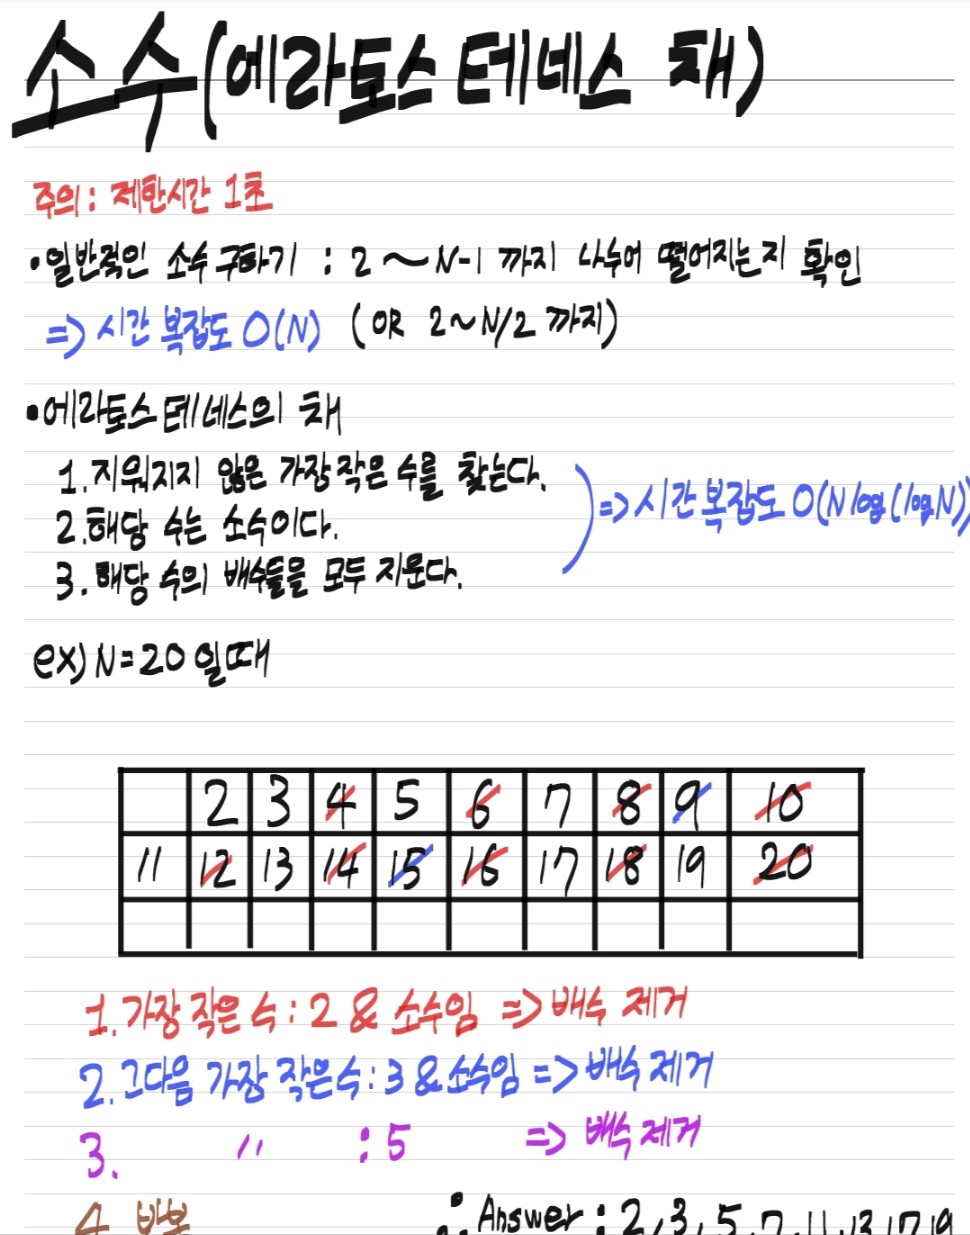 소수(에라토스테네스 채)
주의: 제한시간 1초
•일반적인 소수 구하기 : 2~N-1 까지 나누어 떨어지는지 확인
=> 시간 복잡도 O(N) (OR 2~N/2 까지)
•에라토스테네스의 채
1.지워지지 않은 가장 작은 수를 찾는다.
2.해당 수는 소수이다.
3.해당 수의 배수들을 모두 지운다.
=> 시간 복잡도 O(N log(log N))
ex) N=20 일때
2 3 4 5 6 7 8 9 10
11 12 13 14 15 16 17 18 19 20
1. 가장 작은 수: 2 & 소수임 => 배수 제거
2. 그다음 가장 작은수: 3 & 소수임 => 배수 제거
3. 〃 : 5 => 배수 제거
4. 반복
∴ Answer : 2,3,5,7,11,13,17,19